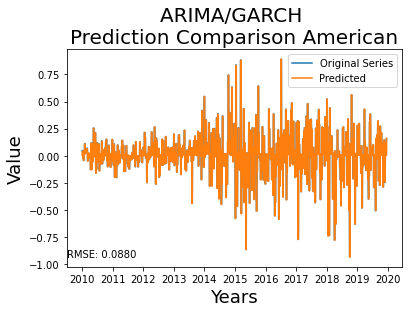 ARIMA/GARCH
Prediction Comparison American
Original Series
Predicted
0.75
0.50
0.25
0.00
−0.25
−0.50
−0.75
−1.00
Value
RMSE: 0.0880
2010 2011 2012 2013 2014 2015 2016 2017 2018 2019 2020
Years